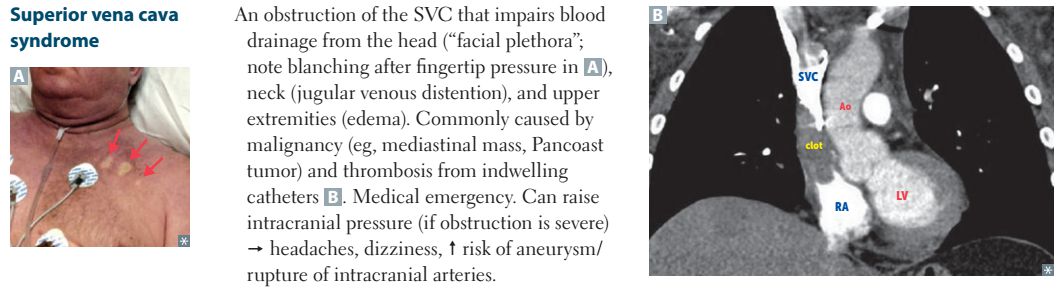 Superior vena cava
syndrome
A
*
An obstruction of the SVC that impairs blood
drainage from the head (“facial plethora”;
note blanching after fingertip pressure in A),
neck (jugular venous distention), and upper
extremities (edema). Commonly caused by
malignancy (eg, mediastinal mass, Pancoast
tumor) and thrombosis from indwelling
catheters B. Medical emergency. Can raise
intracranial pressure (if obstruction is severe)
→ headaches, dizziness, ↑ risk of aneurysm/
rupture of intracranial arteries.
B
SVC
Ao
clot
LV
RA
*